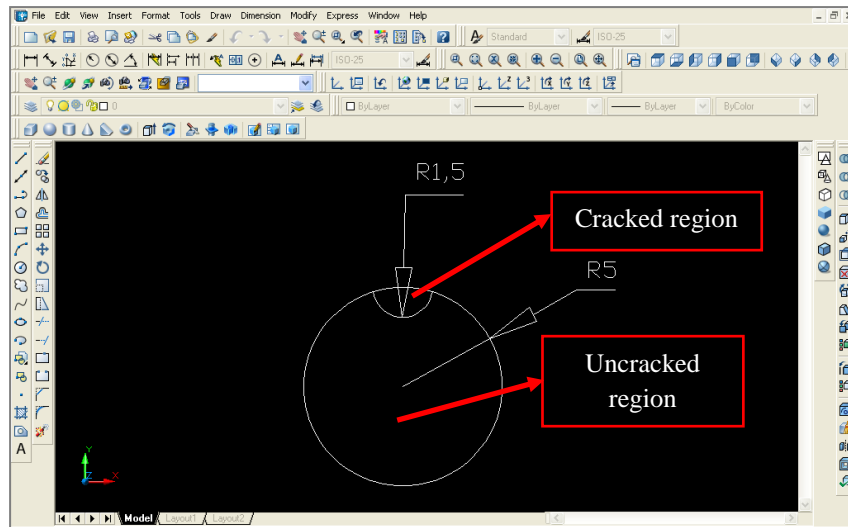 File Edit View Insert Format Tools Draw Dimension Modify Express Window Help
Standard ISO-25
ISO-25
0 ByLayer ByLayer ByLayer ByColor
R1,5
Cracked region
R5
Uncracked
region
Y
Z X
A
Model Layout1 Layout2